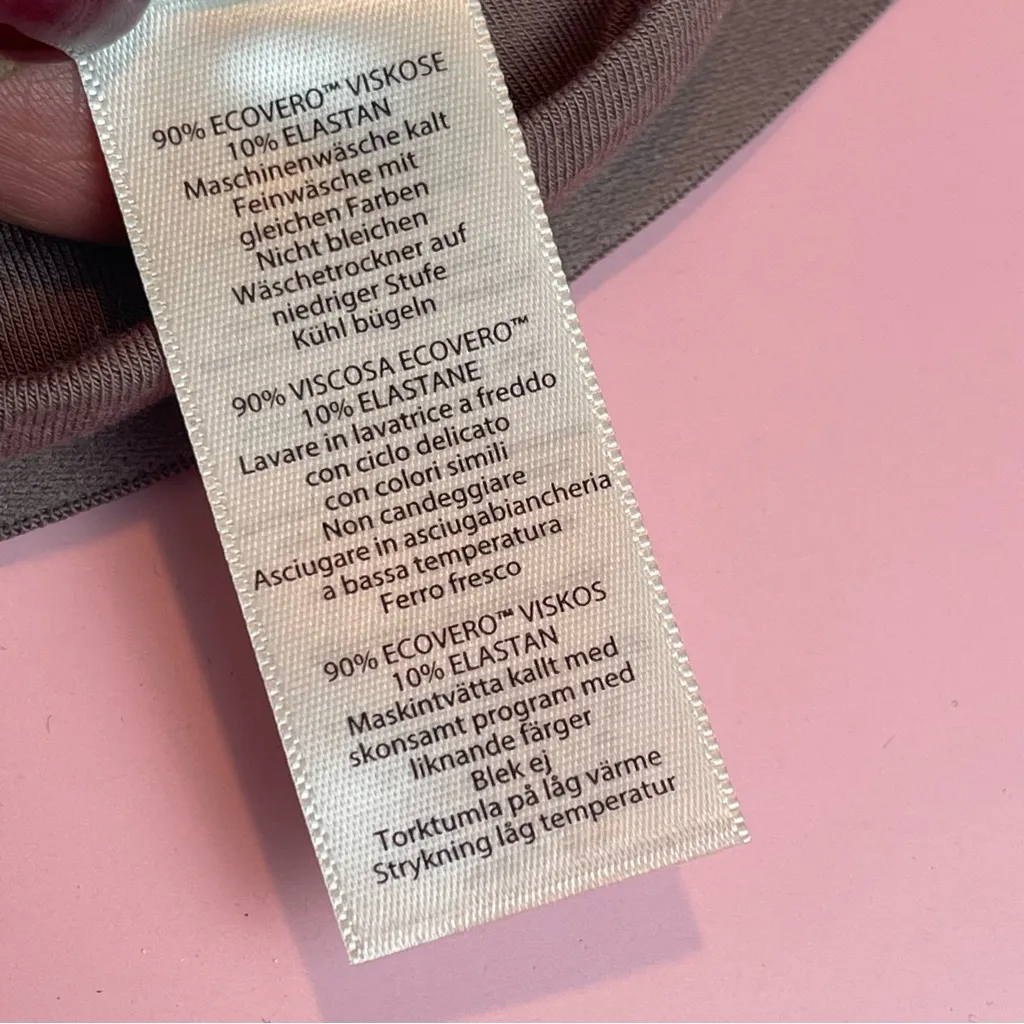 90% ECOVERO™ VISKOSE
10% ELASTAN
Maschinenwäsche kalt
Feinwäsche mit
gleichen Farben
Nicht bleichen
Wäschetrockner auf
niedriger Stufe
Kühl bügeln
90% VISCOSA ECOVERO™
10% ELASTANE
Lavare in lavatrice a freddo
con ciclo delicato
con colori simili
Non candeggiare
Asciugare in asciugabiancheria
a bassa temperatura
Ferro fresco
90% ECOVERO™ VISKOS
10% ELASTAN
Maskintvätta kallt med
skonsamt program med
liknande färger
Blek ej
Torktumla på låg värme
Strykning låg temperatur